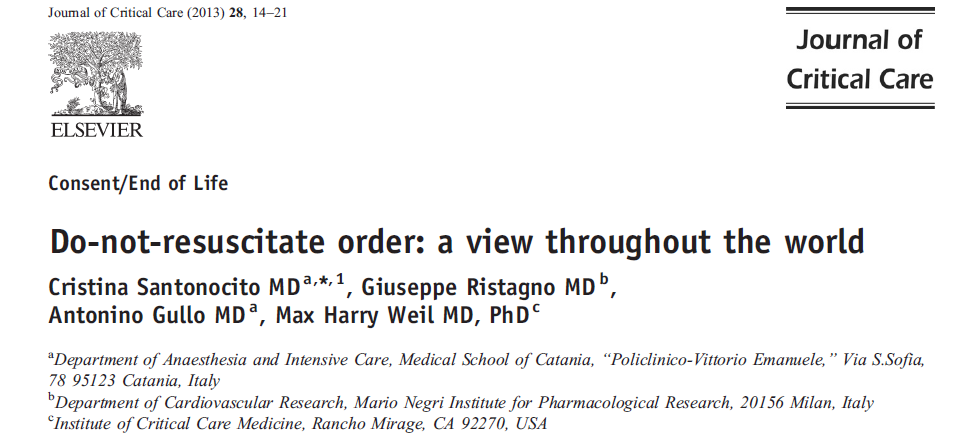 Journal of Critical Care (2013) 28, 14–21
Journal of
Critical Care
ELSEVIER
Consent/End of Life
Do-not-resuscitate order: a view throughout the world
Cristina Santonocito MD a,*,1, Giuseppe Ristagno MD b,
Antonino Gullo MD a, Max Harry Weil MD, PhD c
aDepartment of Anaesthesia and Intensive Care, Medical School of Catania, “Policlinico-Vittorio Emanuele,” Via S.Sofia,
78 95123 Catania, Italy
bDepartment of Cardiovascular Research, Mario Negri Institute for Pharmacological Research, 20156 Milan, Italy
cInstitute of Critical Care Medicine, Rancho Mirage, CA 92270, USA